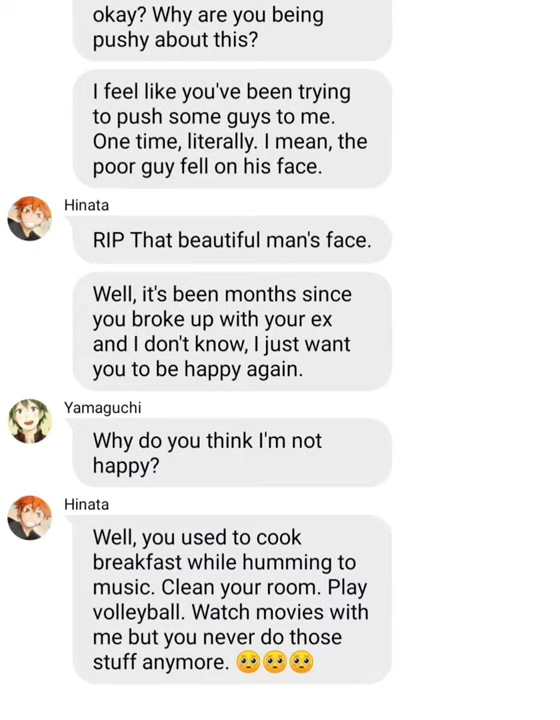 okay? Why are you being
pushy about this?
I feel like you've been trying
to push some guys to me.
One time, literally. I mean, the
poor guy fell on his face.
Hinata
RIP That beautiful man's face.
Well, it's been months since
you broke up with your ex
and I don't know, I just want
you to be happy again.
Yamaguchi
Why do you think I'm not
happy?
Hinata
Well, you used to cook
breakfast while humming to
music. Clean your room. Play
volleyball. Watch movies with
me but you never do those
stuff anymore. 🥺🥺🥺